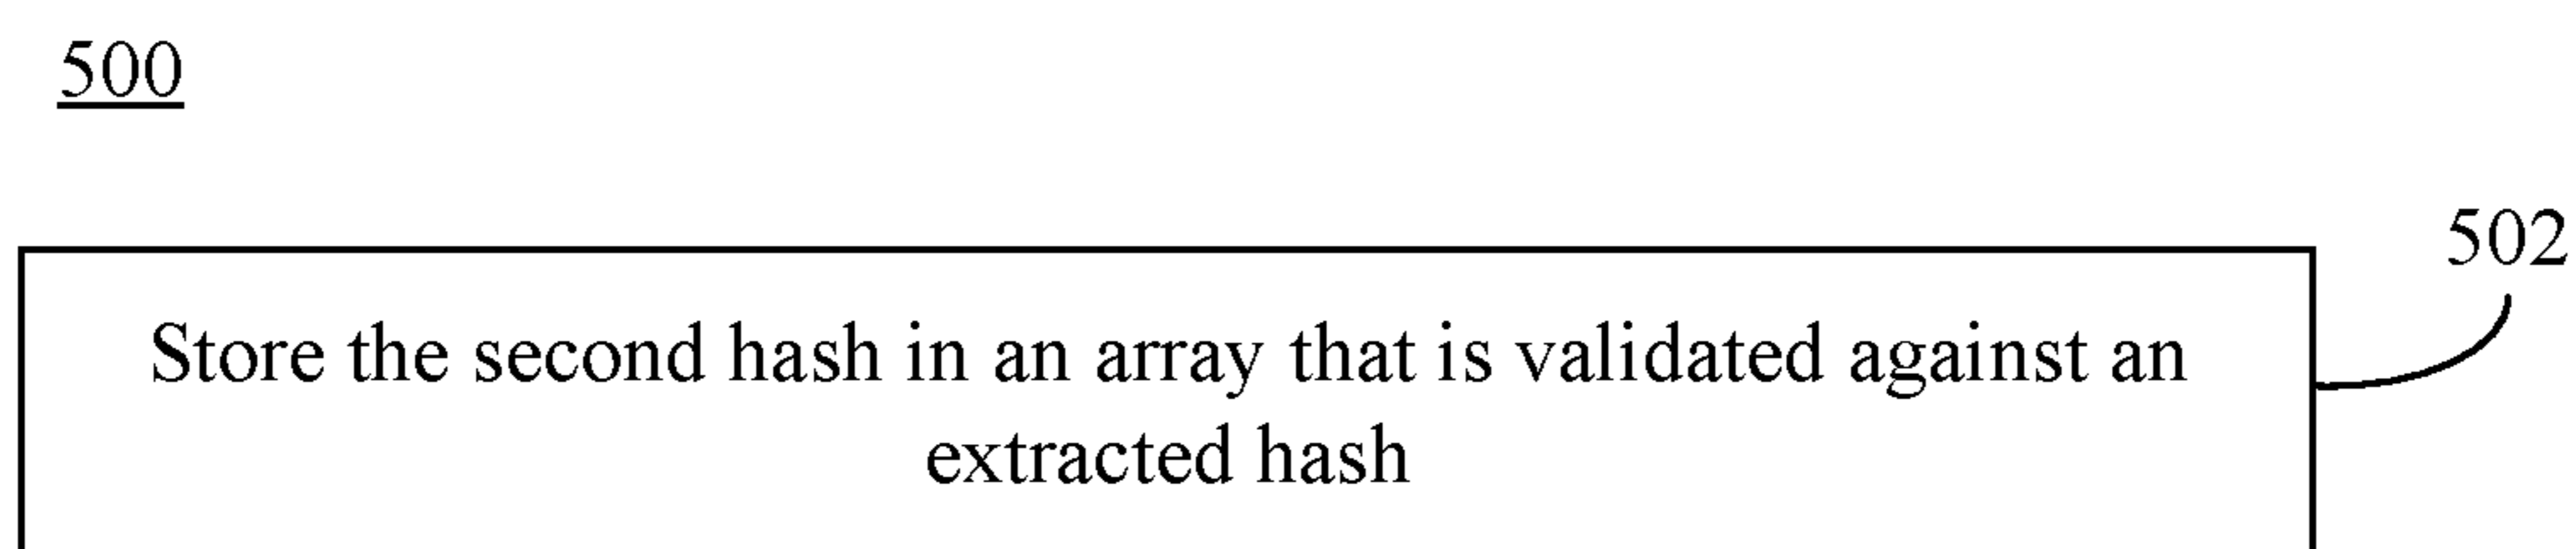 500
502
Store the second hash in an array that is validated against an
extracted hash